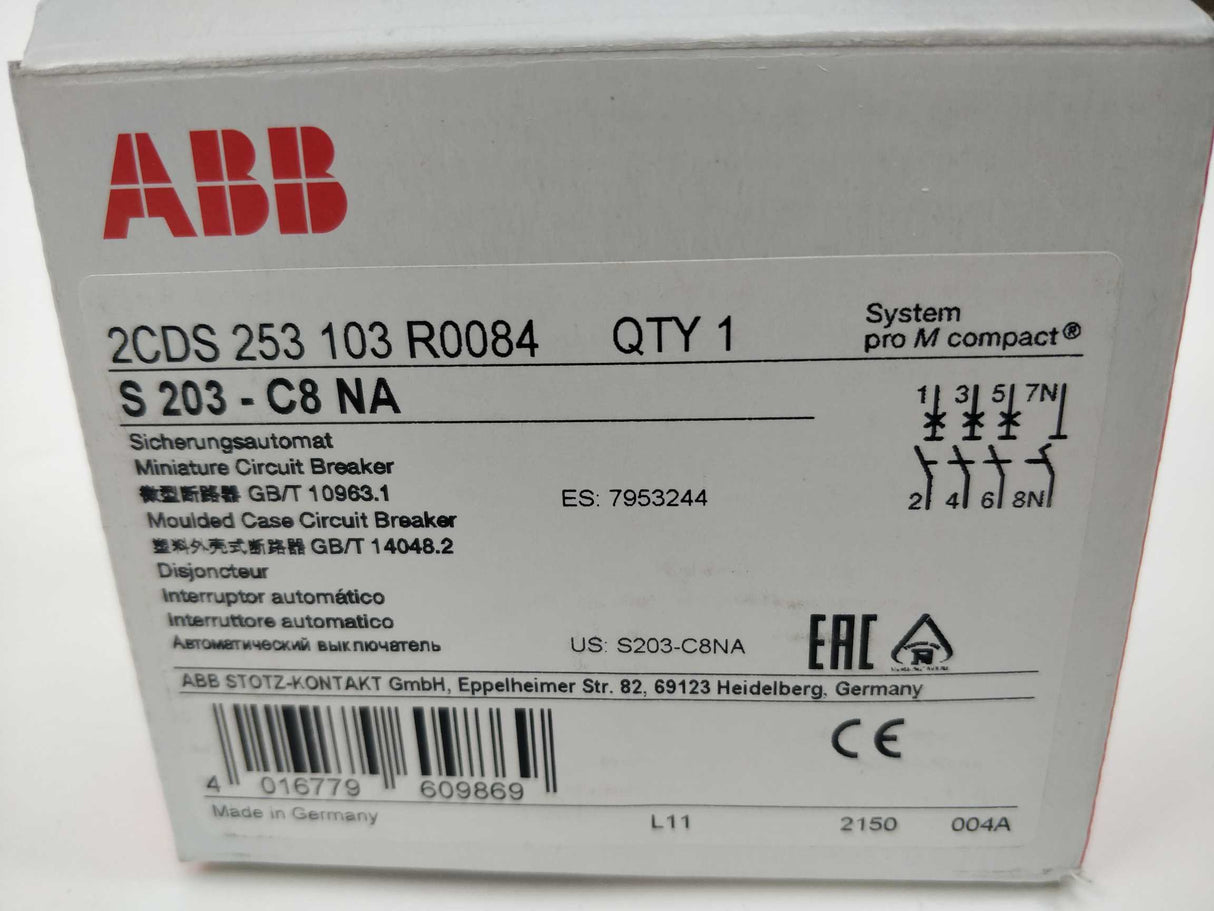 ABB
2CDS 253 103 R0084 QTY 1
System
pro M compact®
S 203 - C8 NA
1 3 5 7N
2 4 6 8N
Sicherungsautomat
Miniature Circuit Breaker
微型断路器 GB/T 10963.1
ES: 7953244
Moulded Case Circuit Breaker
塑料外壳式断路器 GB/T 14048.2
Disjoncteur
Interruptor automático
Interruttore automatico
Автоматический выключатель
US: S203-C8NA
EAC
ABB STOTZ-KONTAKT GmbH, Eppelheimer Str. 82, 69123 Heidelberg, Germany
CE
4 016779 609869
Made in Germany
L11 2150 004A